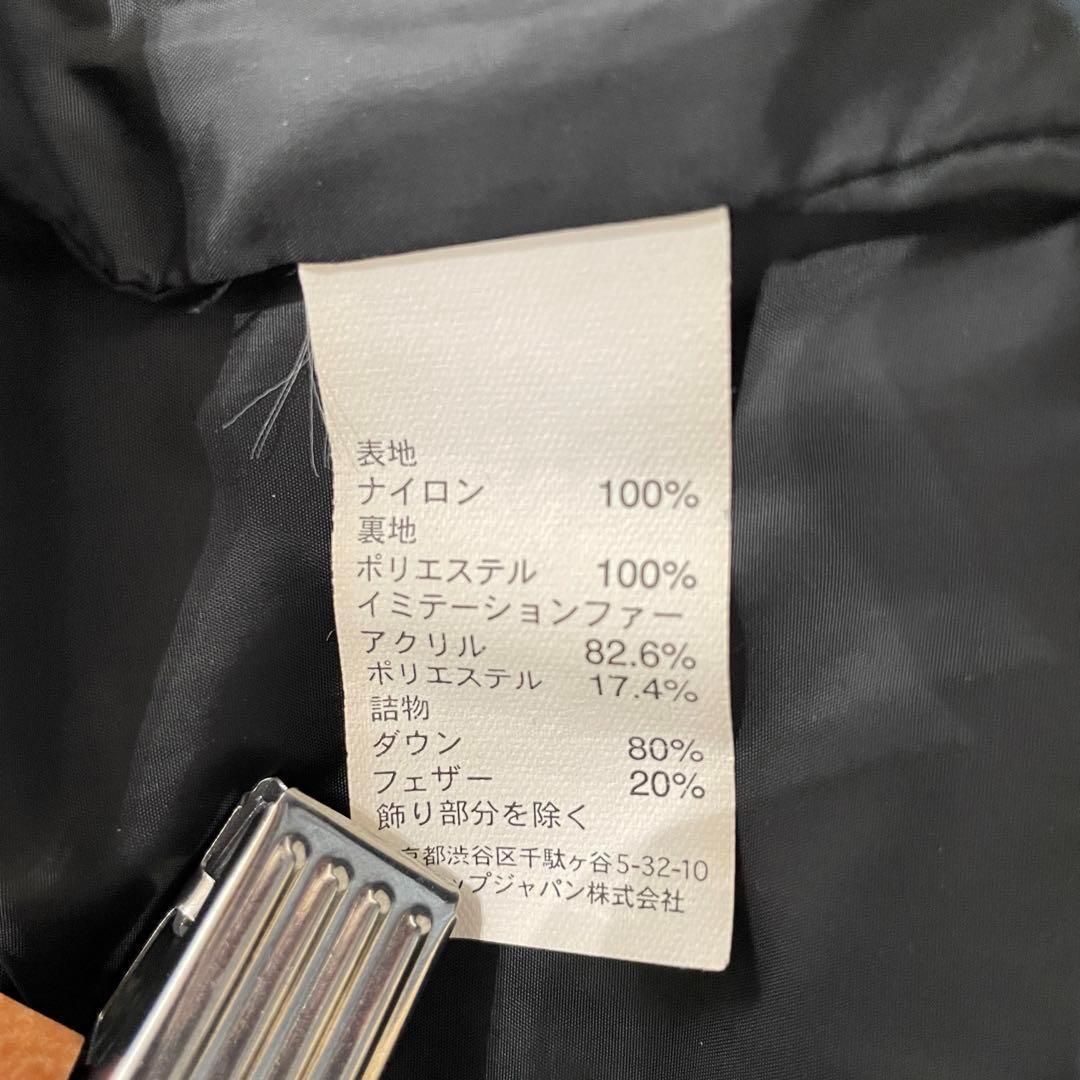 表地
ナイロン 100%
裏地
ポリエステル 100%
イミテーションファー
アクリル 82.6%
ポリエステル 17.4%
詰物
ダウン 80%
フェザー 20%
飾り部分を除く
京都渋谷区千駄ヶ谷5-32-10
ップジャパン株式会社